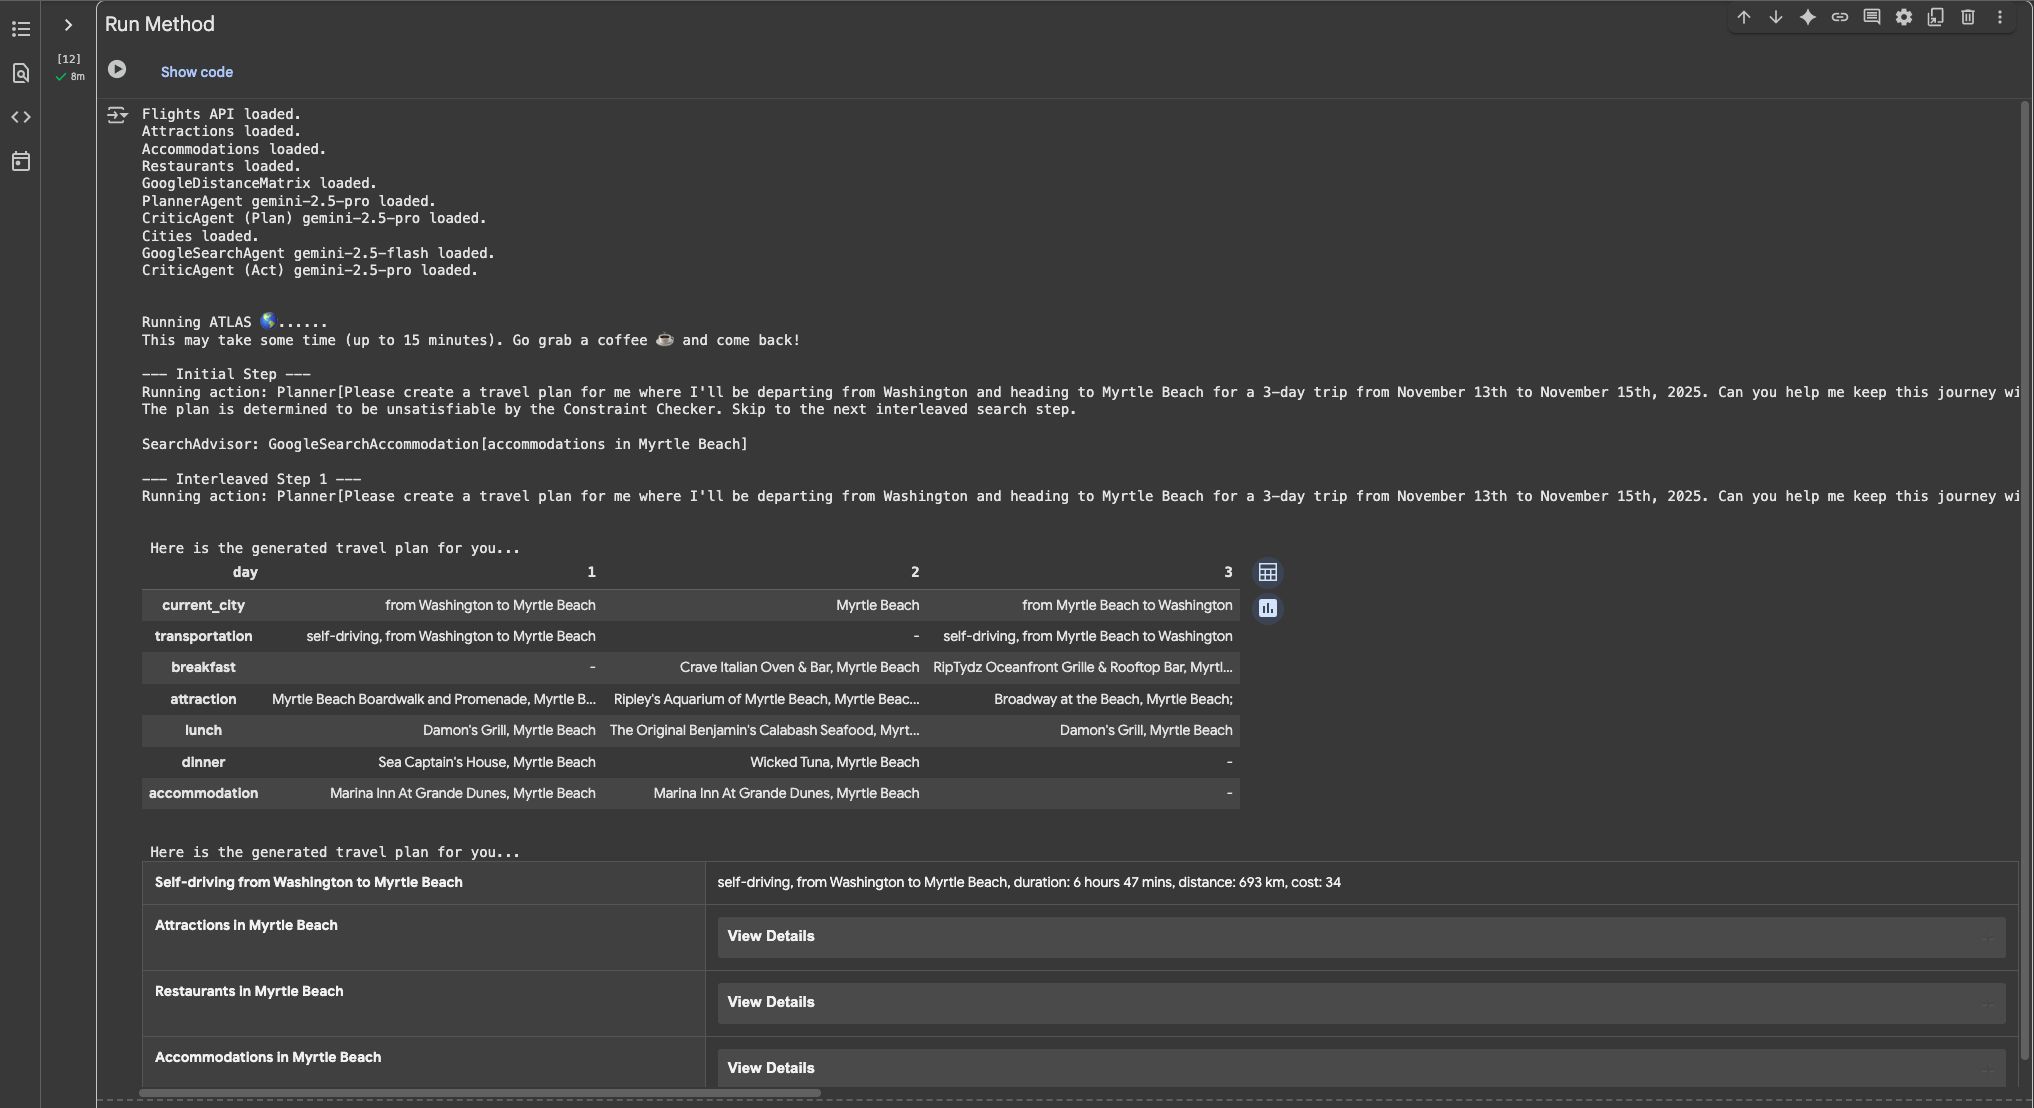 Run Method
[12]
8m
Show code
Flights API loaded.
Attractions loaded.
Accommodations loaded.
Restaurants loaded.
GoogleDistanceMatrix loaded.
PlannerAgent gemini-2.5-pro loaded.
CriticAgent (Plan) gemini-2.5-pro loaded.
Cities loaded.
GoogleSearchAgent gemini-2.5-flash loaded.
CriticAgent (Act) gemini-2.5-pro loaded.
Running ATLAS 🌎......
This may take some time (up to 15 minutes). Go grab a coffee ☕ and come back!
--- Initial Step ---
Running action: Planner[Please create a travel plan for me where I'll be departing from Washington and heading to Myrtle Beach for a 3-day trip from November 13th to November 15th, 2025. Can you help me keep this journey wi
The plan is determined to be unsatisfiable by the Constraint Checker. Skip to the next interleaved search step.
SearchAdvisor: GoogleSearchAccommodation[accommodations in Myrtle Beach]
--- Interleaved Step 1 ---
Running action: Planner[Please create a travel plan for me where I'll be departing from Washington and heading to Myrtle Beach for a 3-day trip from November 13th to November 15th, 2025. Can you help me keep this journey wi
Here is the generated travel plan for you...
day 1 2 3
current_city from Washington to Myrtle Beach Myrtle Beach from Myrtle Beach to Washington
transportation self-driving, from Washington to Myrtle Beach - self-driving, from Myrtle Beach to Washington
breakfast - Crave Italian Oven & Bar, Myrtle Beach RipTydz Oceanfront Grille & Rooftop Bar, Myrtl...
attraction Myrtle Beach Boardwalk and Promenade, Myrtle B... Ripley's Aquarium of Myrtle Beach, Myrtle Beac... Broadway at the Beach, Myrtle Beach;
lunch Damon's Grill, Myrtle Beach The Original Benjamin's Calabash Seafood, Myrt... Damon's Grill, Myrtle Beach
dinner Sea Captain's House, Myrtle Beach Wicked Tuna, Myrtle Beach -
accommodation Marina Inn At Grande Dunes, Myrtle Beach Marina Inn At Grande Dunes, Myrtle Beach -
Here is the generated travel plan for you...
Self-driving from Washington to Myrtle Beach self-driving, from Washington to Myrtle Beach, duration: 6 hours 47 mins, distance: 693 km, cost: 34
Attractions in Myrtle Beach View Details
Restaurants in Myrtle Beach View Details
Accommodations in Myrtle Beach View Details